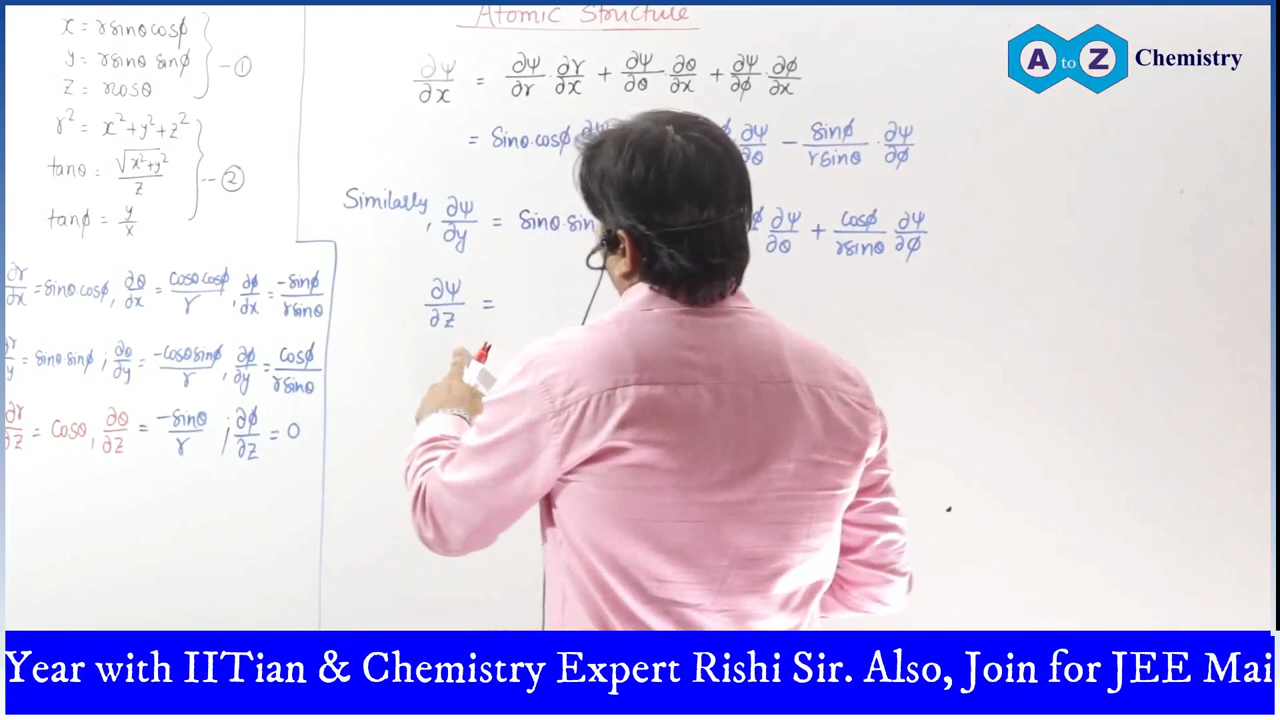 Atomic Structure
x = r sinθ cosϕ
y = r sinθ sinϕ
z = r cosθ
} —①
r² = x² + y² + z²
tanθ = √(x²+y²) / z
tanϕ = y/x
} --②
∂r/∂x = sinθ cosϕ, ∂θ/∂x = cosθ cosϕ / r, ∂ϕ/∂x = -sinϕ / r sinθ
∂r/y = sinθ·sinϕ ; ∂θ/∂y = -cosθ sinϕ / r, ∂ϕ/∂y = cosϕ / r sinθ
∂r/∂z = cosθ, ∂θ/∂z = -sinθ / r ; ∂ϕ/∂z = 0
∂ψ/∂x = ∂ψ/∂r · ∂r/∂x + ∂ψ/∂θ · ∂θ/∂x + ∂ψ/∂ϕ · ∂ϕ/∂x
= sinθ·cosϕ ∂ψ/∂θ − sinϕ / r sinθ · ∂ψ/∂ϕ
Similarly, ∂ψ/∂y = sinθ·sin ∂ψ/∂θ + cosϕ / r sinθ ∂ψ/∂ϕ
∂ψ/∂z =
A to Z Chemistry
Year with IITian & Chemistry Expert Rishi Sir. Also, Join for JEE Mai